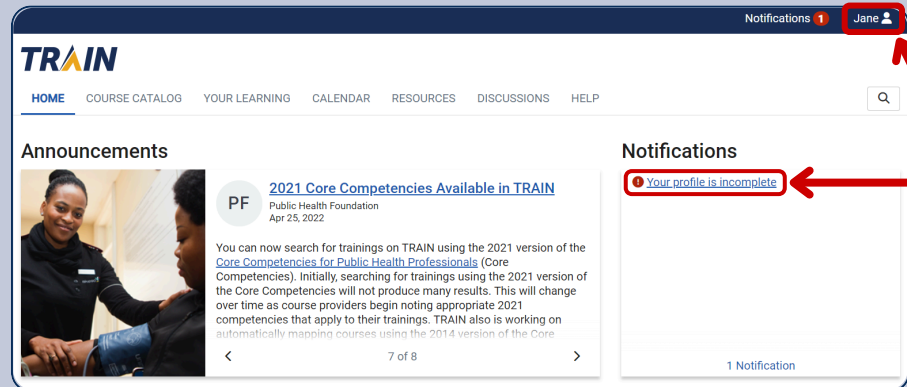 Notifications 1 Jane
TRAIN
HOME COURSE CATALOG YOUR LEARNING CALENDAR RESOURCES DISCUSSIONS HELP
Announcements
PF
2021 Core Competencies Available in TRAIN
Public Health Foundation
Apr 25, 2022
You can now search for trainings on TRAIN using the 2021 version of the
Core Competencies for Public Health Professionals (Core
Competencies). Initially, searching for trainings using the 2021 version of
the Core Competencies will not produce many results. This will change
over time as course providers begin noting appropriate 2021
competencies that apply to their trainings. TRAIN also is working on
automatically mapping courses using the 2014 version of the Core
7 of 8
Notifications
Your profile is incomplete
1 Notification